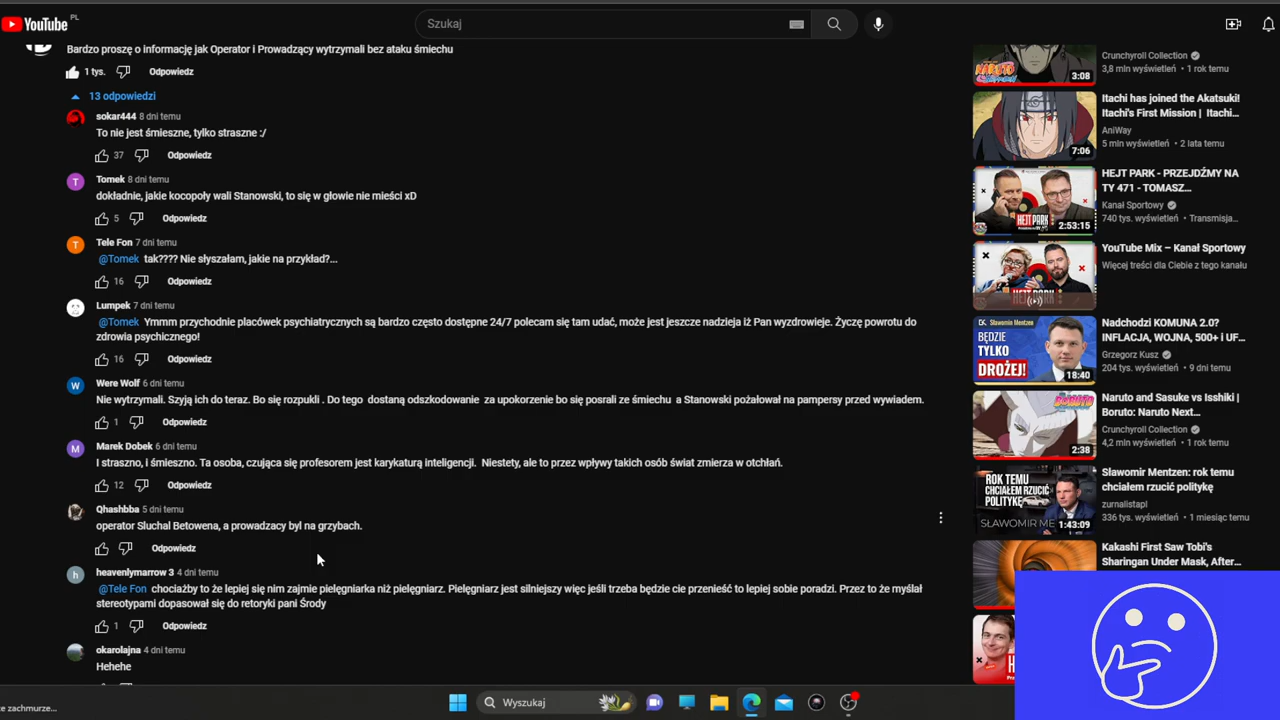 YouTube PL
Szukaj
Bardzo proszę o informację jak Operator i Prowadzący wytrzymali bez ataku śmiechu
1 tys. Odpowiedz
13 odpowiedzi
sokar444 8 dni temu
To nie jest śmieszne, tylko straszne :/
37 Odpowiedz
T
Tomek 8 dni temu
dokładnie, jakie kocopoły wali Stanowski, to się w głowie nie mieści xD
5 Odpowiedz
T
Tele Fon 7 dni temu
@Tomek tak???? Nie słyszałam, jakie na przykład?...
16 Odpowiedz
Lumpek 7 dni temu
@Tomek Ymmm przychodnie placówek psychiatrycznych są bardzo często dostępne 24/7 polecam się tam udać, może jest jeszcze nadzieja iż Pan wyzdrowieje. Życzę powrotu do
zdrowia psychicznego!
16 Odpowiedz
W
Were Wolf 6 dni temu
Nie wytrzymali. Szyją ich do teraz. Bo się rozpukli . Do tego dostaną odszkodowanie za upokorzenie bo się posrali ze śmiechu a Stanowski pożałował na pampersy przed wywiadem.
1 Odpowiedz
M
Marek Dobek 6 dni temu
I straszno, i śmieszno. Ta osoba, czująca się profesorem jest karykaturą inteligencji. Niestety, ale to przez wpływy takich osób świat zmierza w otchłań.
12 Odpowiedz
Qhashbba 5 dni temu
operator Sluchal Betowena, a prowadzacy byl na grzybach.
Odpowiedz
h
heavenlymarrow 3 4 dni temu
@Tele Fon chociażby to że lepiej się nim zajmie pielęgniarka niż pielęgniarz. Pielęgniarz jest silniejszy więc jeśli trzeba będzie cie przenieść to lepiej sobie poradzi. Przez to że myślał
stereotypami dopasował się do retoryki pani Środy
1 Odpowiedz
okarolajna 4 dni temu
Hehehe
NARUTO
3:08
Crunchyroll Collection
3,8 mln wyświetleń • 1 rok temu
7:06
Itachi has joined the Akatsuki!
Itachi's First Mission | Itachi...
AniWay
5 mln wyświetleń • 2 lata temu
HEJT PARK
2:53:15
HEJT PARK - PRZEJDŹMY NA
TY 471 - TOMASZ...
Kanał Sportowy
740 tys. wyświetleń • Transmisja...
HEJT PARK
YouTube Mix – Kanał Sportowy
Więcej treści dla Ciebie z tego kanału
Sławomir Mentzen
BĘDZIE
TYLKO
DROŻEJ!
18:40
Nadchodzi KOMUNA 2.0?
INFLACJA, WOJNA, 500+ i UF...
Grzegorz Kusz
204 tys. wyświetleń • 9 dni temu
BORUTO
2:38
Naruto and Sasuke vs Isshiki |
Boruto: Naruto Next...
Crunchyroll Collection
4,2 mln wyświetleń • 1 rok temu
ROK TEMU
CHCIAŁEM RZUCIĆ
POLITYKĘ
SŁAWOMIR ME
1:43:09
Sławomir Mentzen: rok temu
chciałem rzucić politykę
zurnalistapl
336 tys. wyświetleń • 1 miesiąc temu
Kakashi First Saw Tobi's
Sharingan Under Mask, After...
ze zachmurze...
Wyszukaj